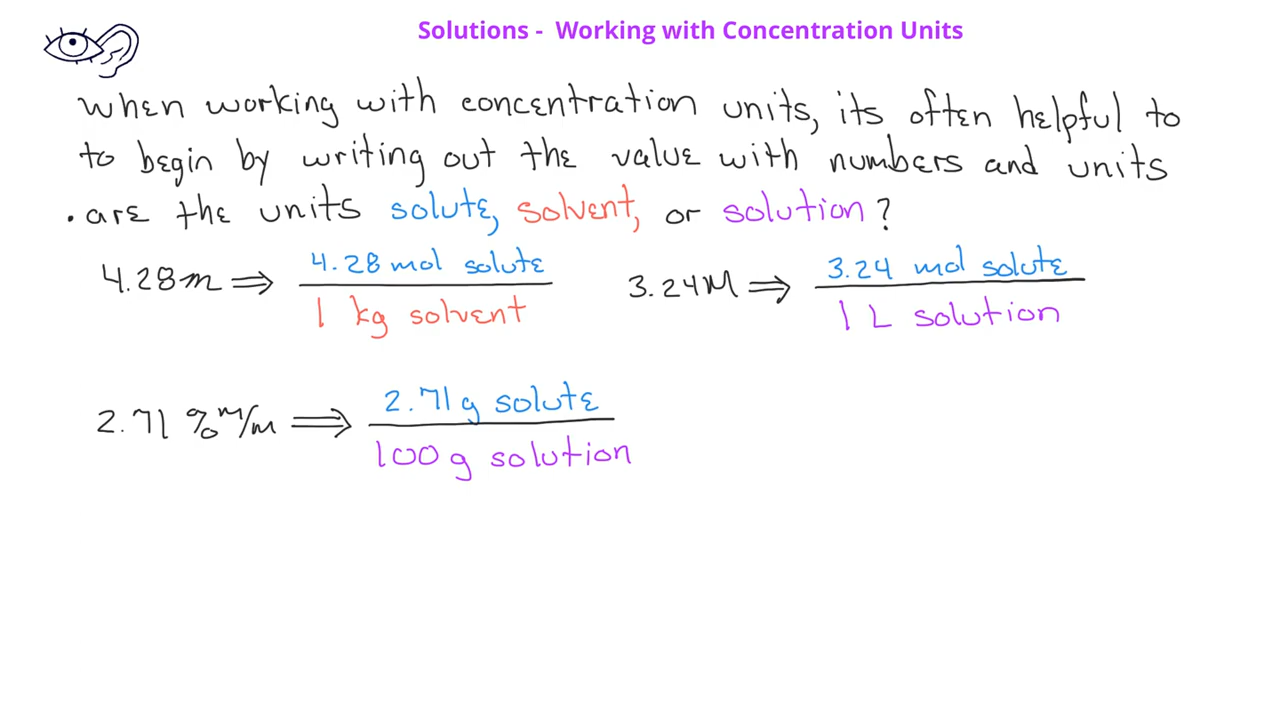 Solutions - Working with Concentration Units
When working with concentration units, its often helpful to
to begin by writing out the value with numbers and units
• are the units solute, solvent, or solution?
4.28m ⇒ 4.28 mol solute / 1 kg solvent
3.24M ⇒ 3.24 mol solute / 1 L solution
2.71 % m/m ⇒ 2.71g solute / 100g solution